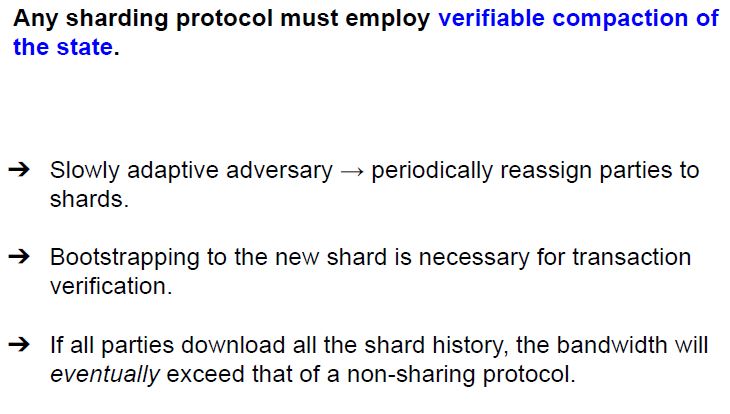 Any sharding protocol must employ verifiable compaction of
the state.
➔ Slowly adaptive adversary → periodically reassign parties to
shards.
➔ Bootstrapping to the new shard is necessary for transaction
verification.
➔ If all parties download all the shard history, the bandwidth will
eventually exceed that of a non-sharing protocol.